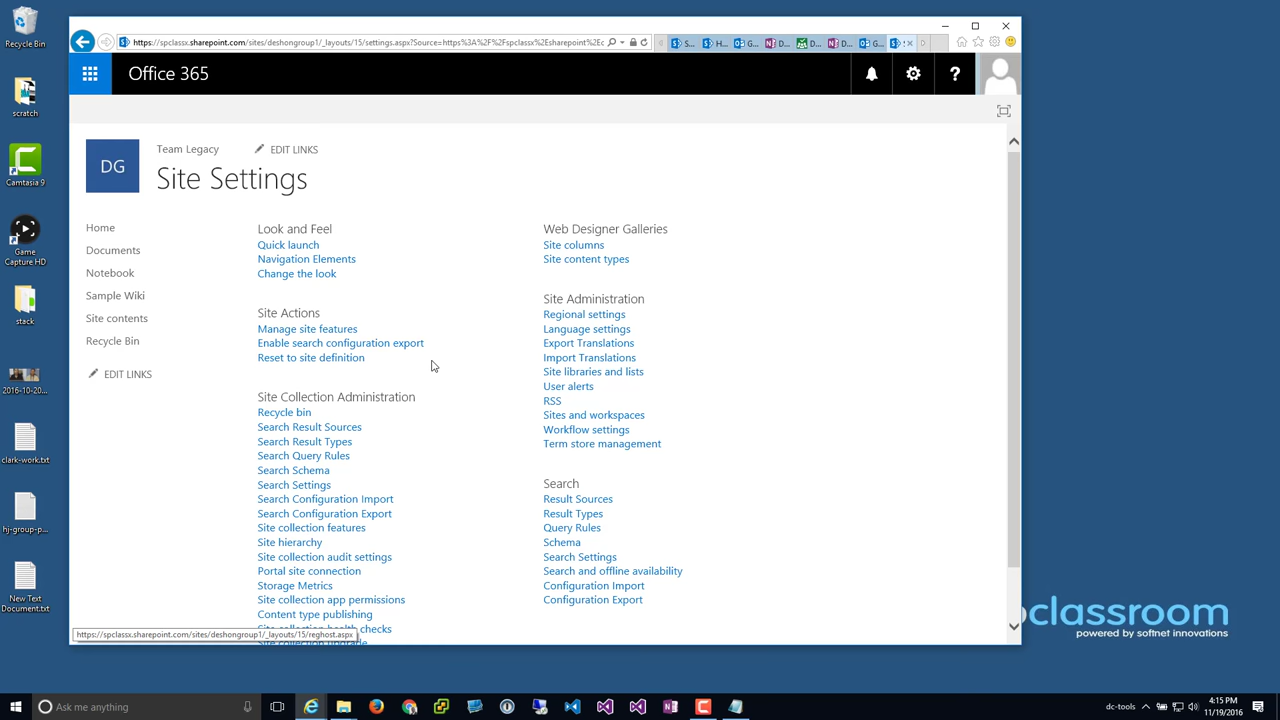 Recycle Bin
scratch
Camtasia 9
Game
Capture HD
stack
2016-10-20...
clark-work.txt
hj-group-p...
New Text
Document.txt
https://spclassx.sharepoint.com/sites/deshongroup1/_layouts/15/settings.aspx?Source=https%3A%2F%2Fspclassx%2Esharepoint%2Ec
Office 365
?
DG
Team Legacy
EDIT LINKS
Site Settings
Home
Documents
Notebook
Sample Wiki
Site contents
Recycle Bin
EDIT LINKS
Look and Feel
Quick launch
Navigation Elements
Change the look
Site Actions
Manage site features
Enable search configuration export
Reset to site definition
Site Collection Administration
Recycle bin
Search Result Sources
Search Result Types
Search Query Rules
Search Schema
Search Settings
Search Configuration Import
Search Configuration Export
Site collection features
Site hierarchy
Site collection audit settings
Portal site connection
Storage Metrics
Site collection app permissions
Content type publishing
Site collection health checks
Site collection upgrade
Web Designer Galleries
Site columns
Site content types
Site Administration
Regional settings
Language settings
Export Translations
Import Translations
Site libraries and lists
User alerts
RSS
Sites and workspaces
Workflow settings
Term store management
Search
Result Sources
Result Types
Query Rules
Schema
Search Settings
Search and offline availability
Configuration Import
Configuration Export
https://spclassx.sharepoint.com/sites/deshongroup1/_layouts/15/reghost.aspx
pclassroom
powered by softnet innovations
Ask me anything
dc-tools
4:15 PM
11/19/2016